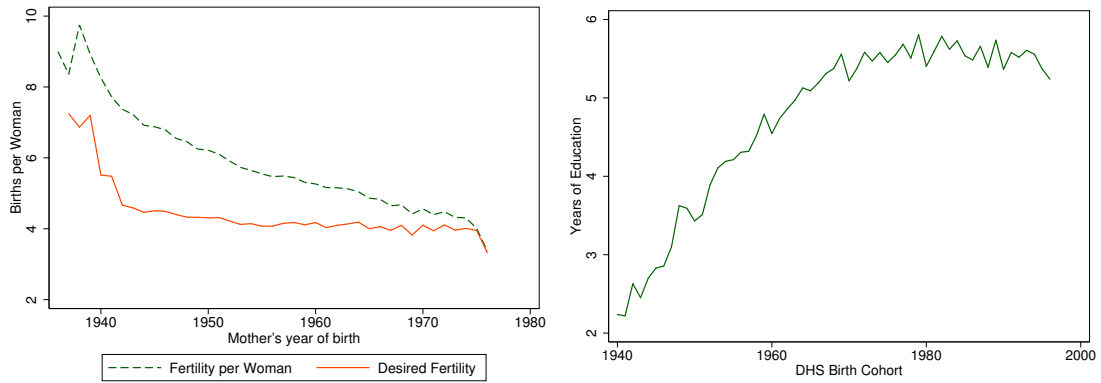 Births per Woman
10
8
6
4
2
1940 1950 1960 1970 1980
Mother's year of birth
Fertility per Woman Desired Fertility
Years of Education
6
5
4
3
2
1940 1960 1980 2000
DHS Birth Cohort